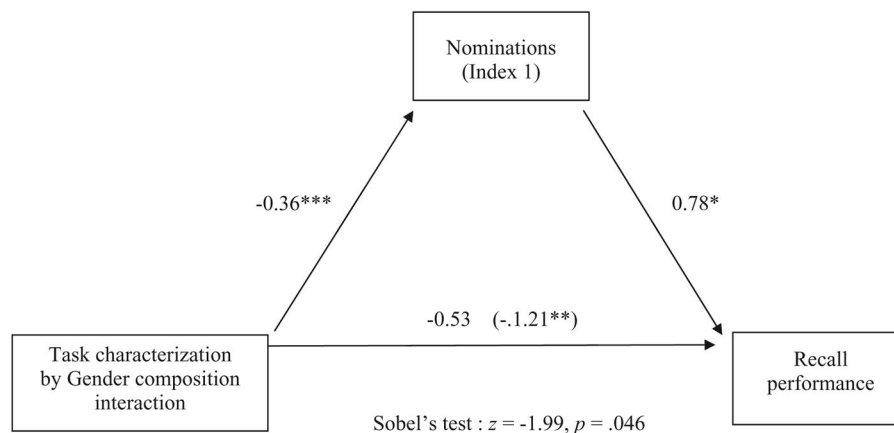 Nominations
(Index 1)
-0.36***
0.78*
-0.53 (-.1.21**)
Task characterization
by Gender composition
interaction
Recall
performance
Sobel’s test : z = -1.99, p = .046